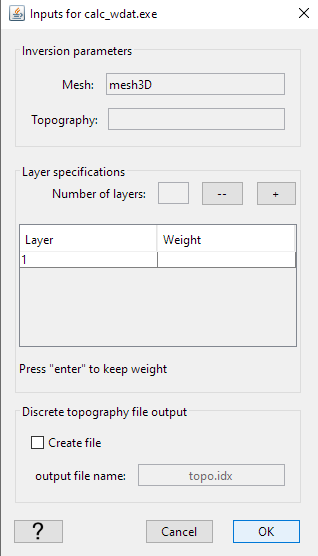 Inputs for calc_wdat.exe
Inversion parameters
Mesh: mesh3D
Topography:
Layer specifications
Number of layers: -- +
Layer Weight
1
Press "enter" to keep weight
Discrete topography file output
Create file
output file name: topo.idx
? Cancel OK